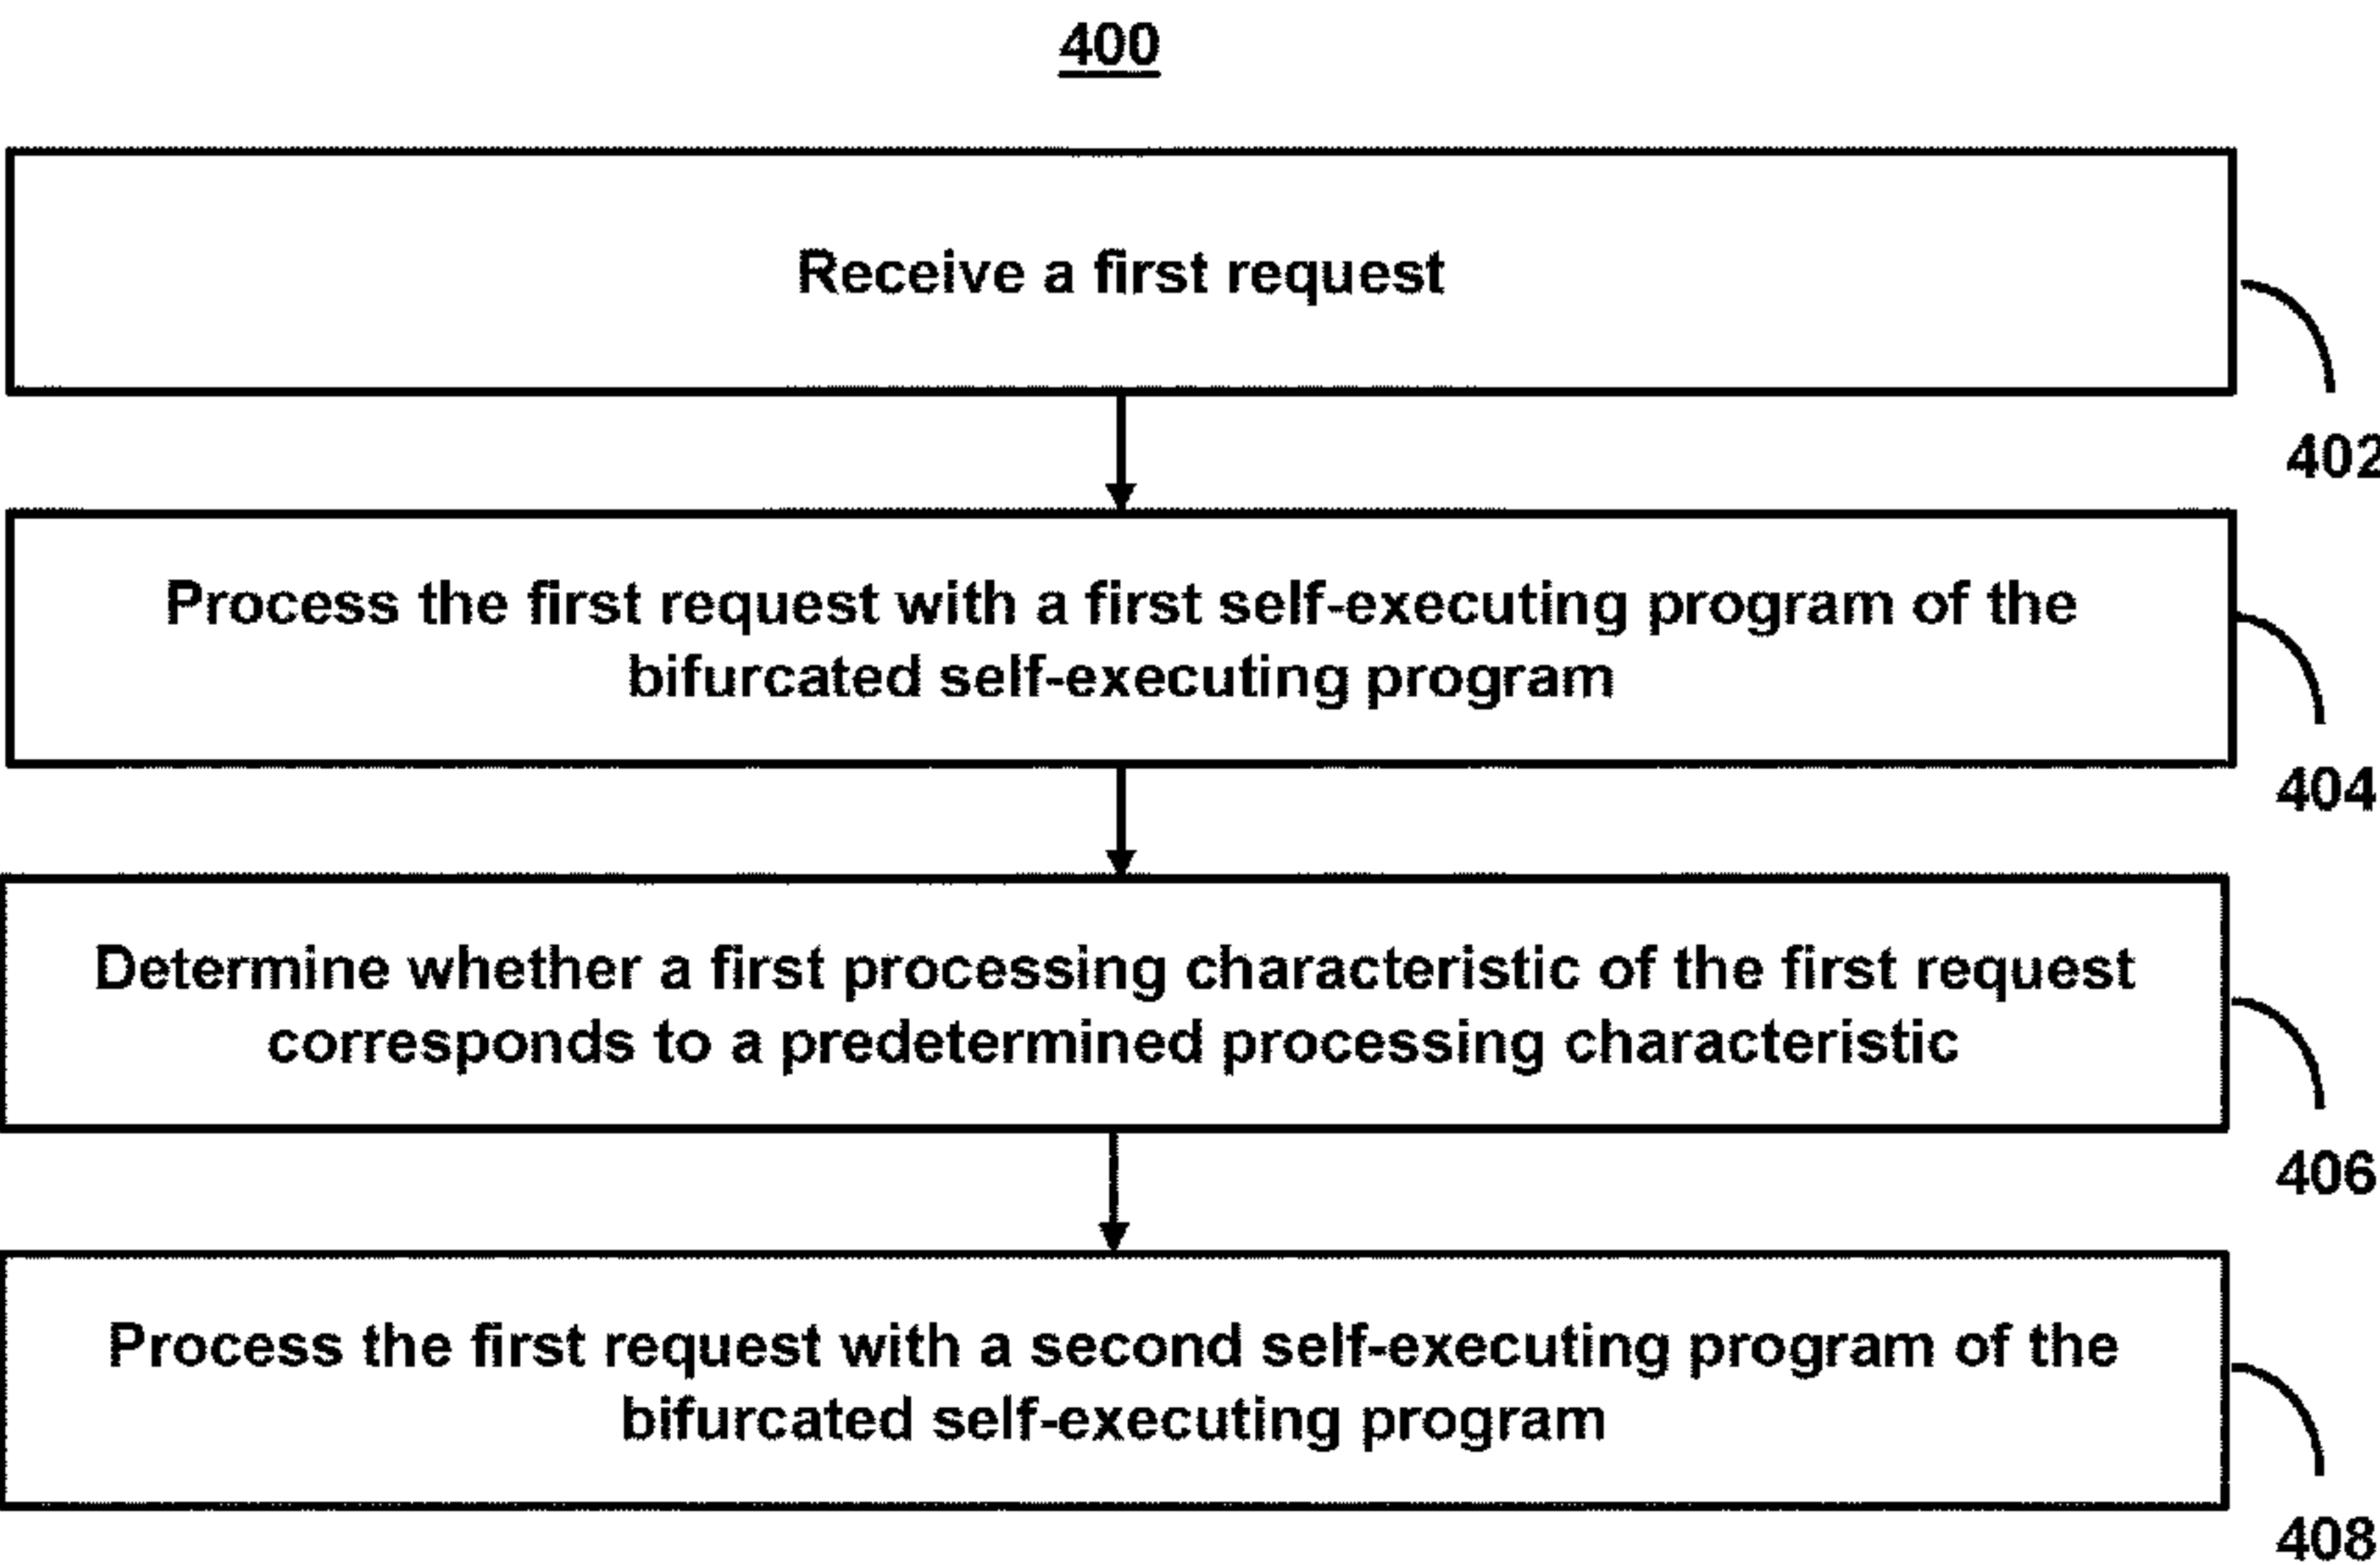 400
Receive a first request
402
Process the first request with a first self-executing program of the
bifurcated self-executing program
404
Determine whether a first processing characteristic of the first request
corresponds to a predetermined processing characteristic
406
Process the first request with a second self-executing program of the
bifurcated self-executing program
408